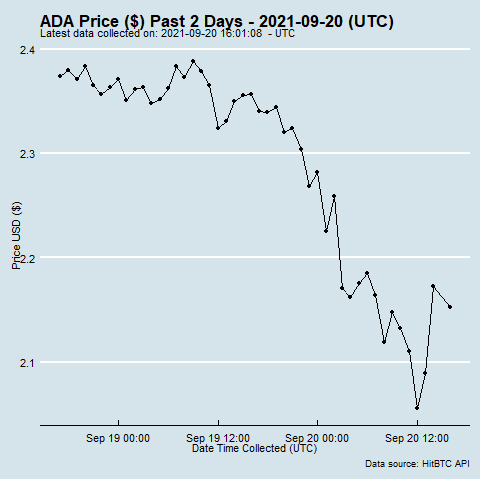 ADA Price ($) Past 2 Days - 2021-09-20 (UTC)
Latest data collected on: 2021-09-20 16:01:08 - UTC
2.4
2.3
2.2
2.1
Price USD ($)
Sep 19 00:00 Sep 19 12:00 Sep 20 00:00 Sep 20 12:00
Date Time Collected (UTC)
Data source: HitBTC API